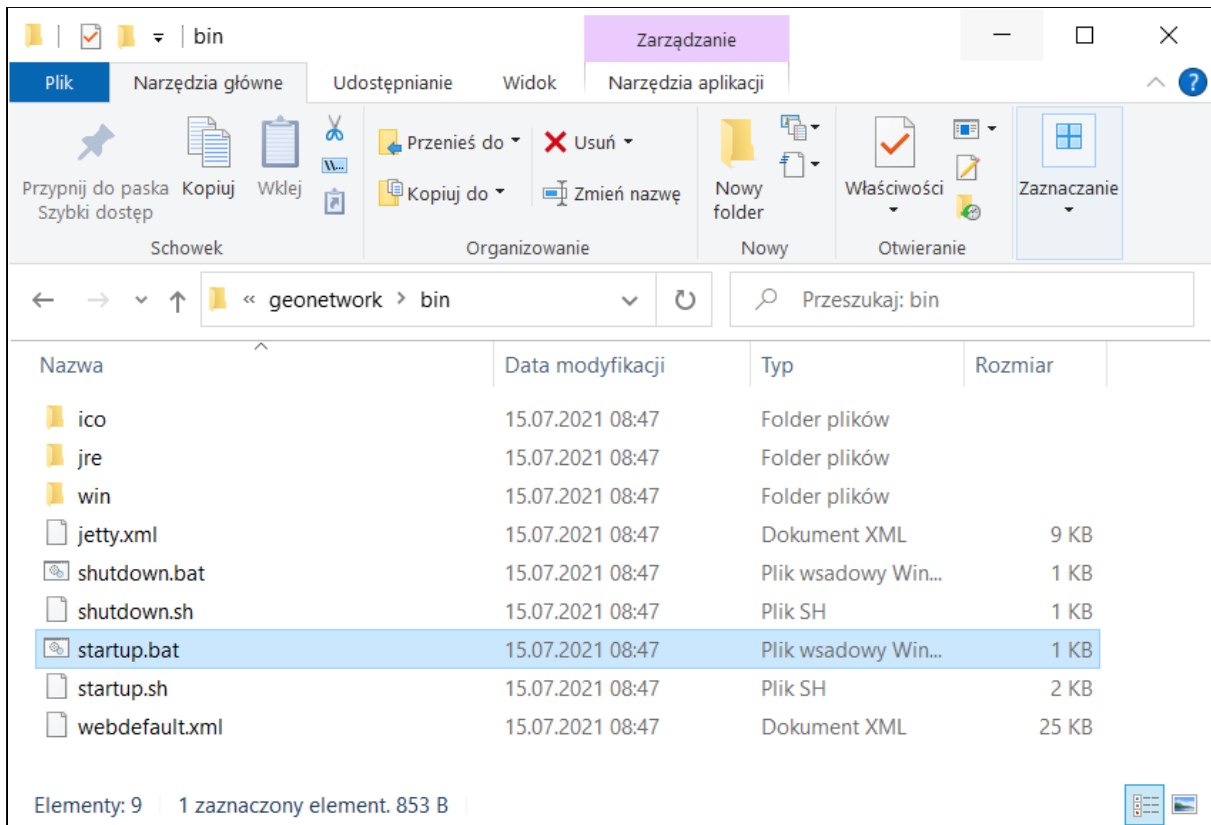 bin
Zarządzanie
Plik Narzędzia główne Udostępnianie Widok Narzędzia aplikacji
?
Przypnij do paska Szybki dostęp
Kopiuj
Wklej
W...
Przenieś do
Kopiuj do
Usuń
Zmień nazwę
Nowy folder
Właściwości
Zaznaczanie
Schowek Organizowanie Nowy Otwieranie
« geonetwork > bin
Przeszukaj: bin
Nazwa Data modyfikacji Typ Rozmiar
ico 15.07.2021 08:47 Folder plików
jre 15.07.2021 08:47 Folder plików
win 15.07.2021 08:47 Folder plików
jetty.xml 15.07.2021 08:47 Dokument XML 9 KB
shutdown.bat 15.07.2021 08:47 Plik wsadowy Win... 1 KB
shutdown.sh 15.07.2021 08:47 Plik SH 1 KB
startup.bat 15.07.2021 08:47 Plik wsadowy Win... 1 KB
startup.sh 15.07.2021 08:47 Plik SH 2 KB
webdefault.xml 15.07.2021 08:47 Dokument XML 25 KB
Elementy: 9 1 zaznaczony element. 853 B